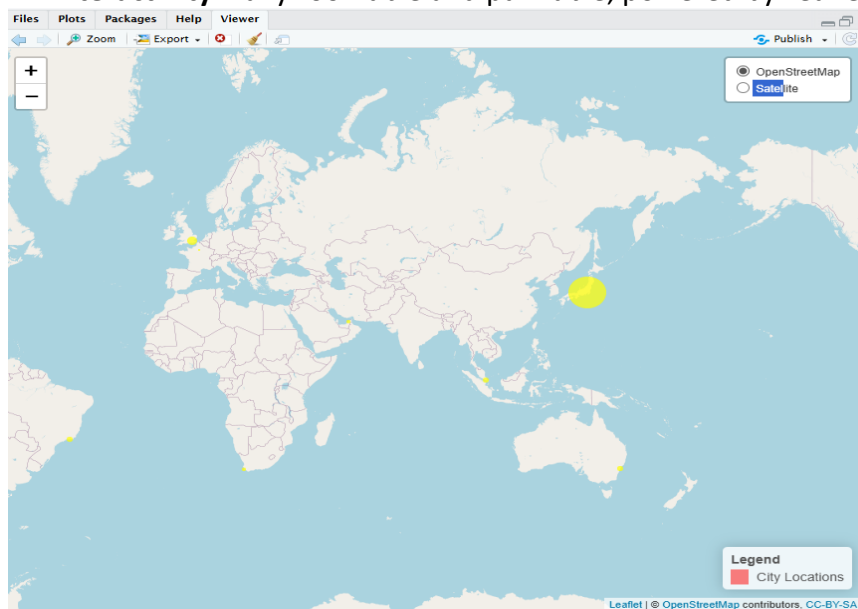 Files Plots Packages Help Viewer
Zoom Export Publish
+
−
OpenStreetMap
Satellite
Legend
City Locations
Leaflet | © OpenStreetMap contributors, CC-BY-SA